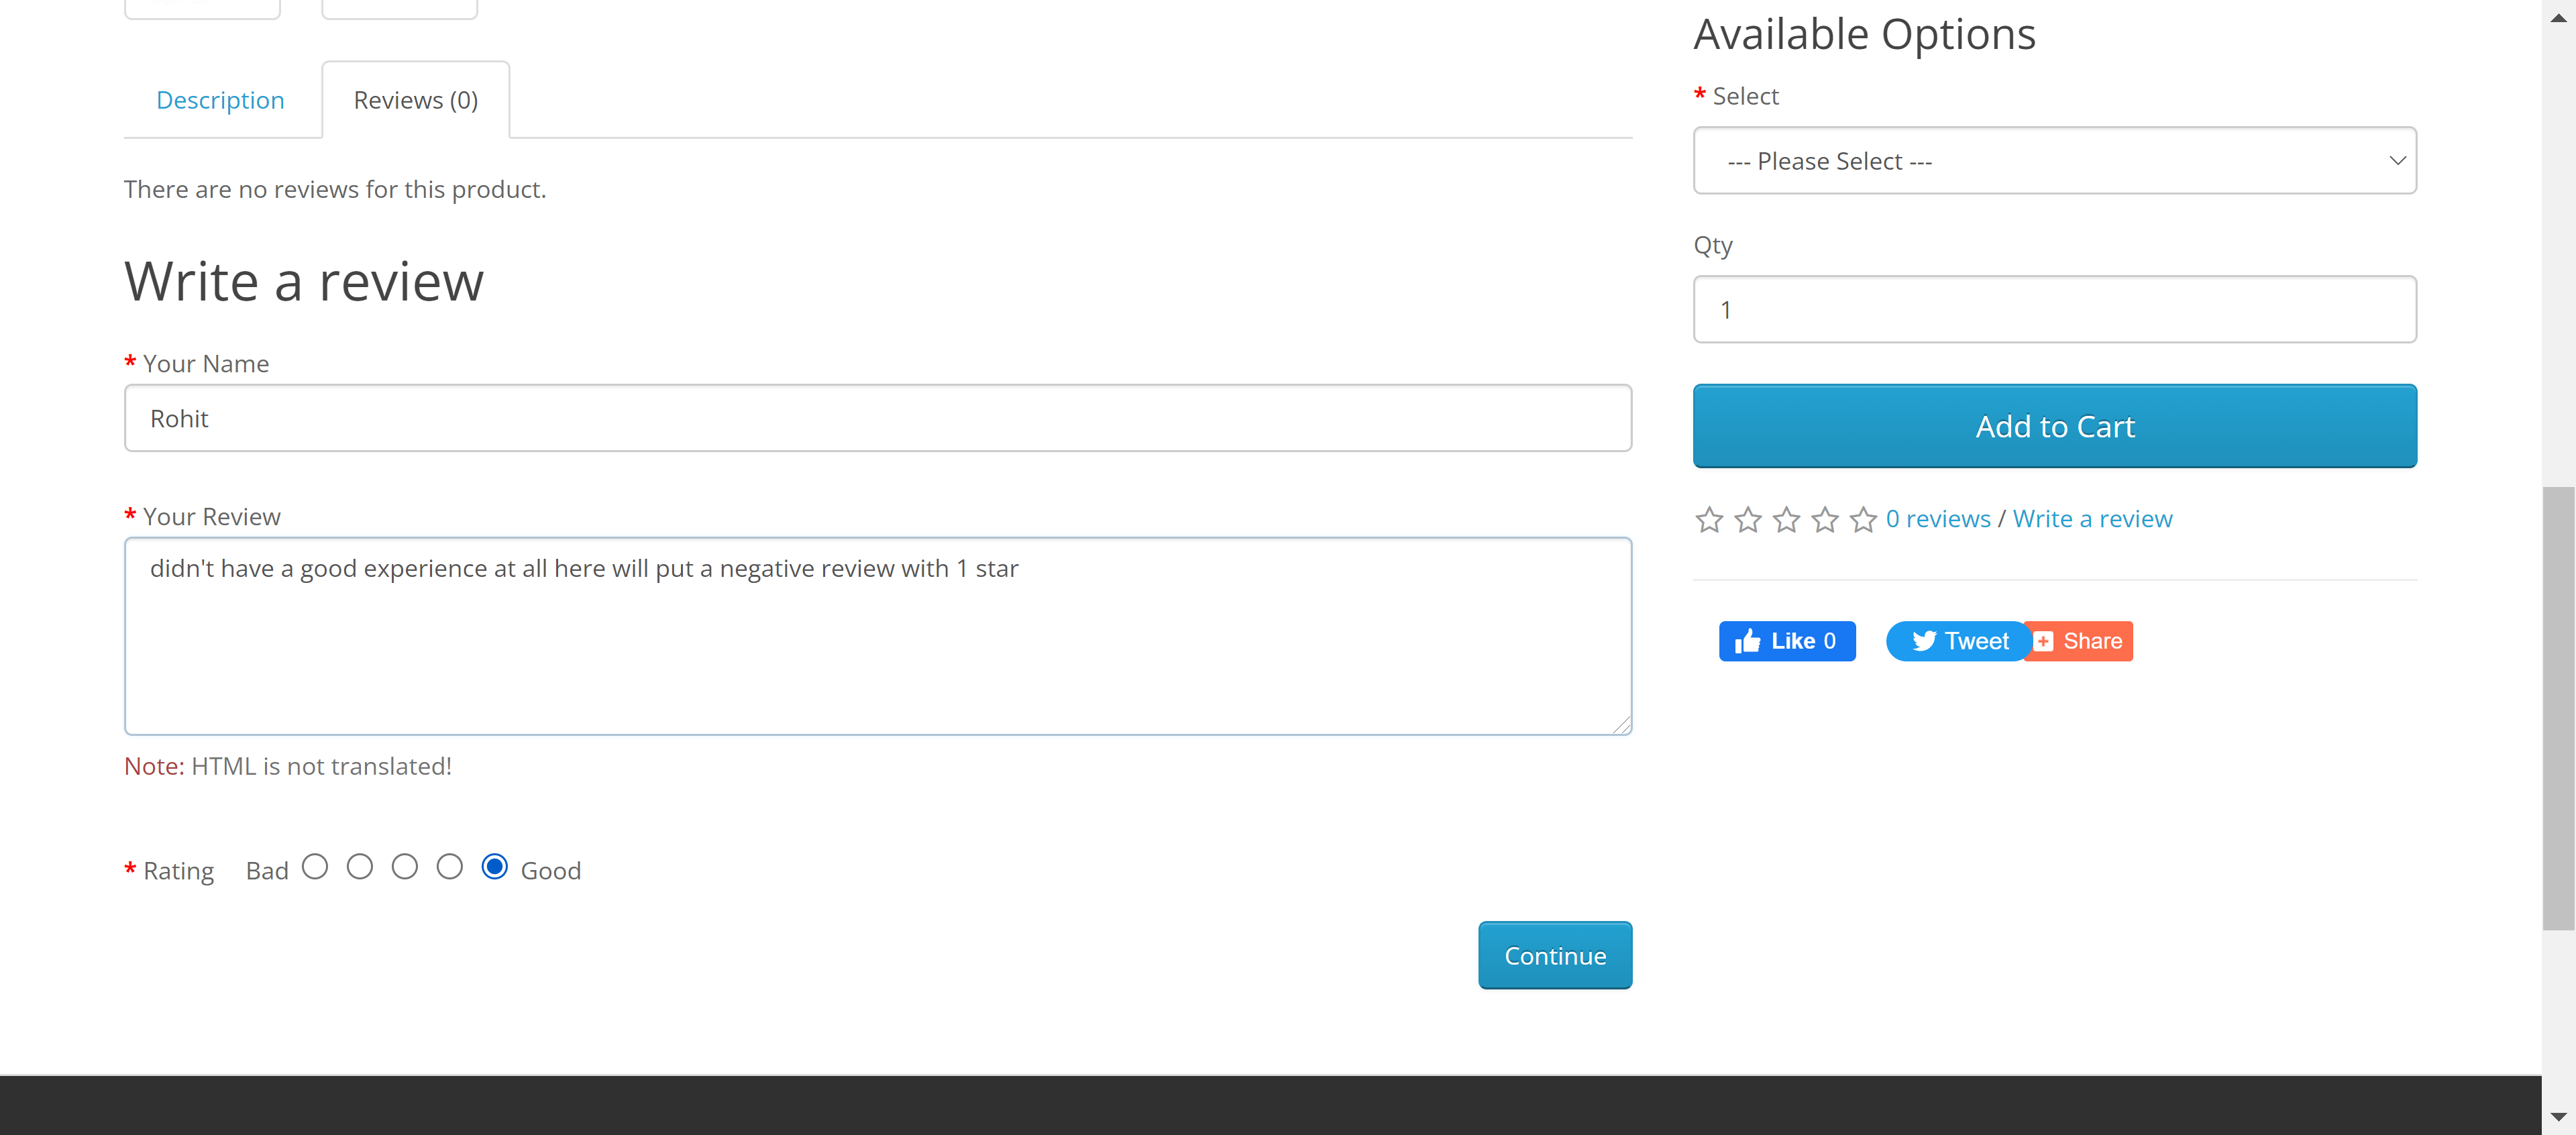 Description
Reviews (0)
There are no reviews for this product.
Write a review
* Your Name
Rohit
* Your Review
didn't have a good experience at all here will put a negative review with 1 star
Note: HTML is not translated!
* Rating Bad Good
Continue
Available Options
* Select
--- Please Select ---
Qty
1
Add to Cart
0 reviews / Write a review
Like 0 Tweet Share